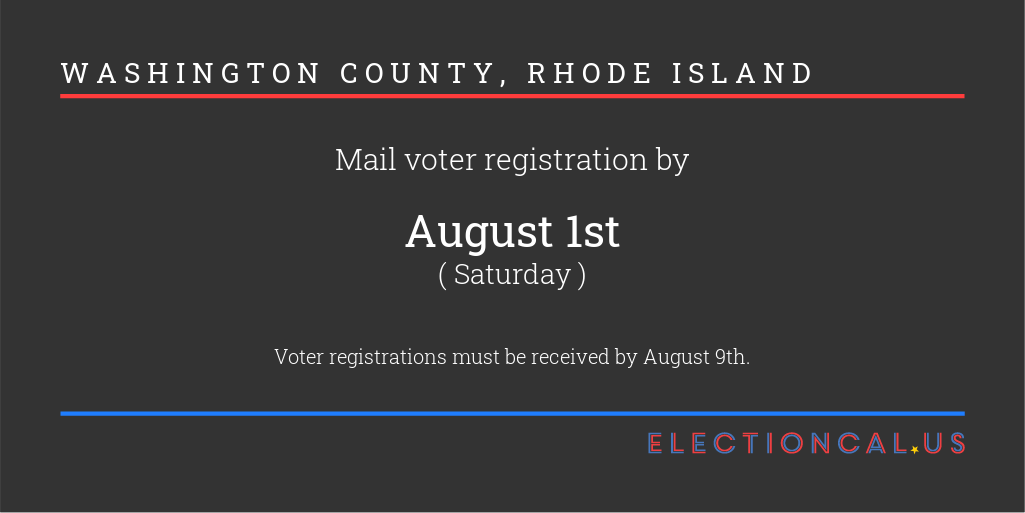 WASHINGTON COUNTY, RHODE ISLAND
Mail voter registration by
August 1st
( Saturday )
Voter registrations must be received by August 9th.
ELECTIONCAL.US